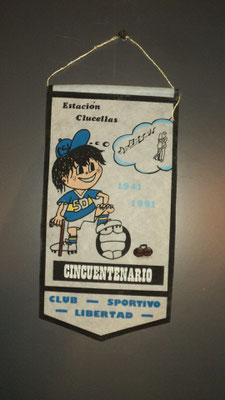 Estación
Clucellas
1941
1991
50
CINCUENTENARIO
CLUB — SPORTIVO
— LIBERTAD —